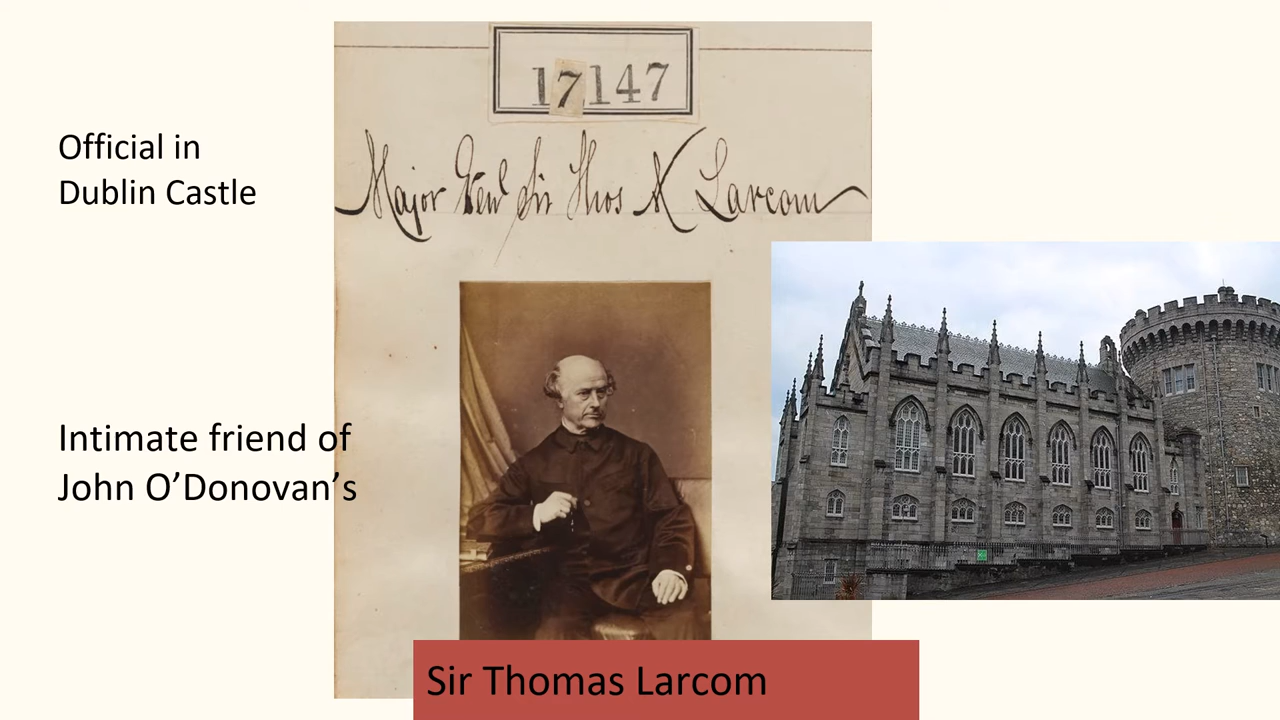 17147
Major Genl Sir Thos A Larcom
Official in
Dublin Castle
Intimate friend of
John O’Donovan’s
Sir Thomas Larcom